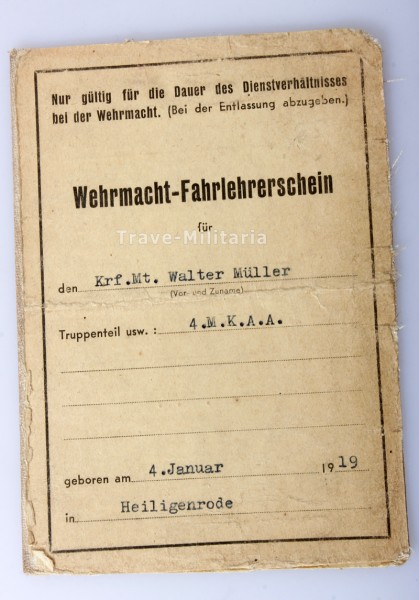 Nur gültig für die Dauer des Dienstverhältnisses
bei der Wehrmacht. (Bei der Entlassung abzugeben.)
Wehrmacht-Fahrlehrerschein
für
Trave-Militaria
den Krf.Mt. Walter Müller
(Vor- und Zuname)
Truppenteil usw. : 4.M.K.A.A.
geboren am 4.Januar 1919
in Heiligenrode